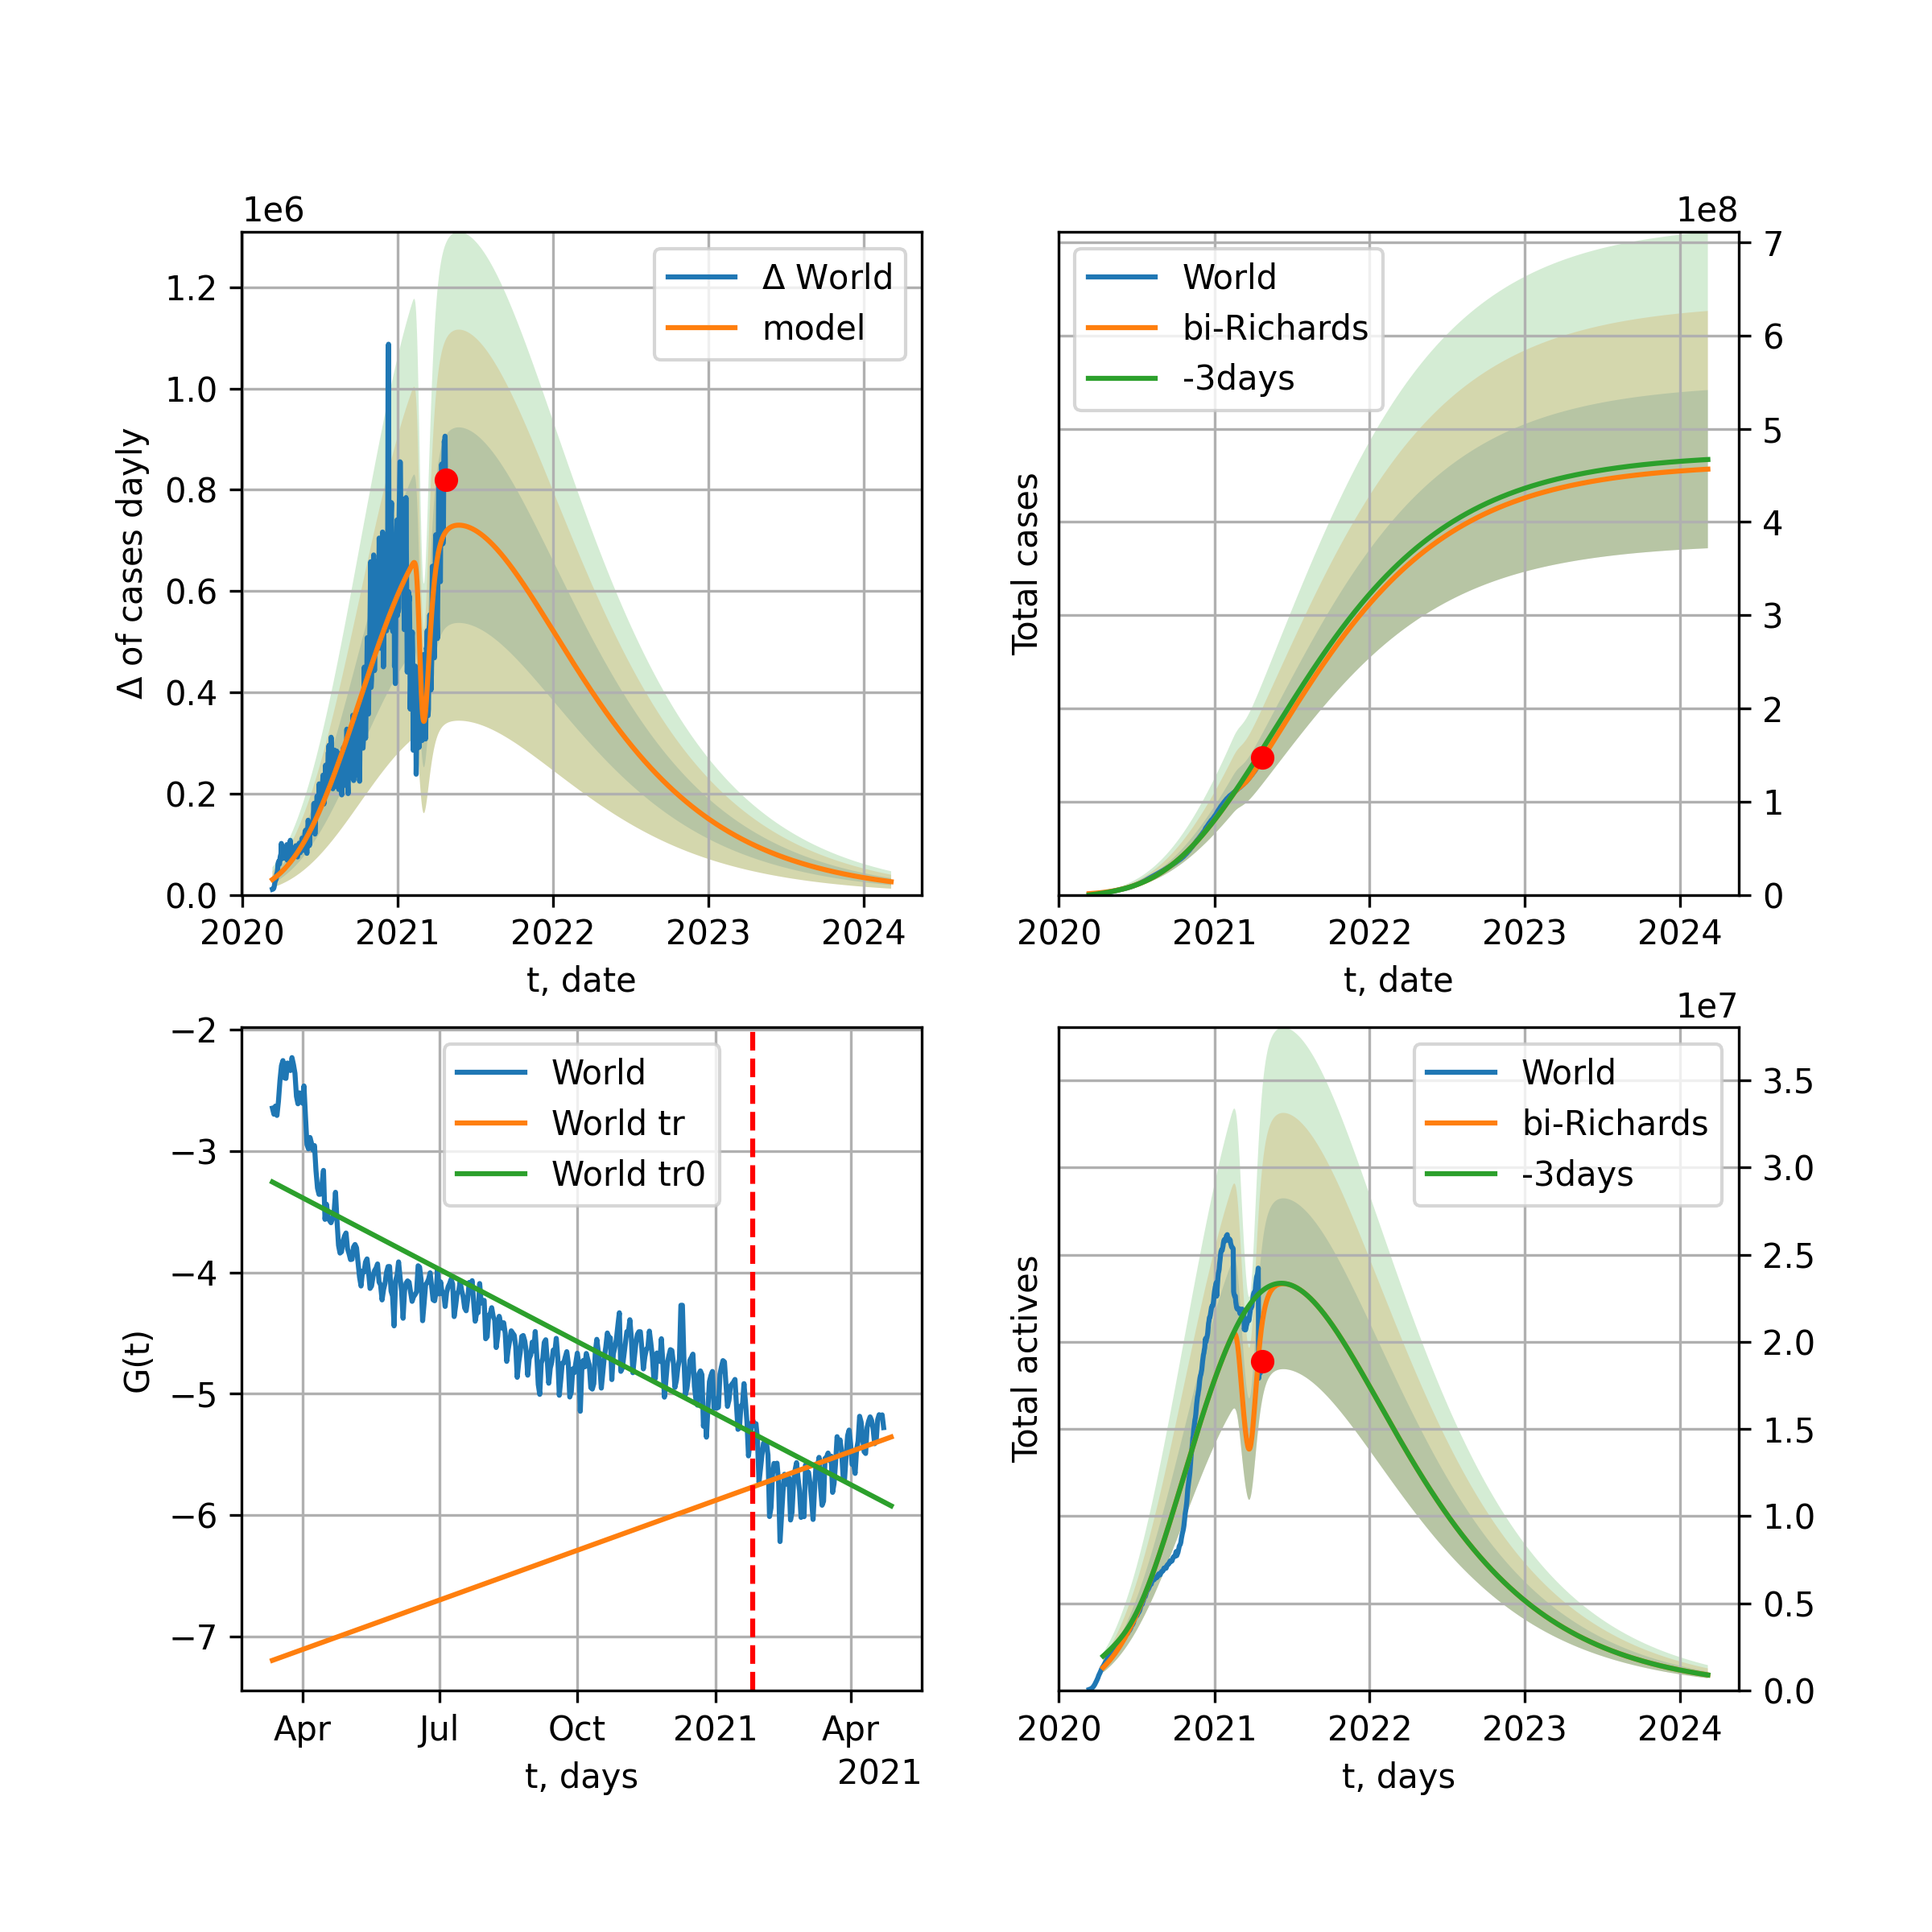 1e6
Δ of cases dayly
1.2
1.0
0.8
0.6
0.4
0.2
0.0
Δ World
model
2020 2021 2022 2023 2024
t, date
1e8
Total cases
World
bi-Richards
-3days
7
6
5
4
3
2
1
0
2020 2021 2022 2023 2024
t, date
G(t)
−2
−3
−4
−5
−6
−7
World
World tr
World tr0
Apr Jul Oct 2021 Apr
2021
t, days
1e7
Total actives
World
bi-Richards
-3days
3.5
3.0
2.5
2.0
1.5
1.0
0.5
0.0
2020 2021 2022 2023 2024
t, days